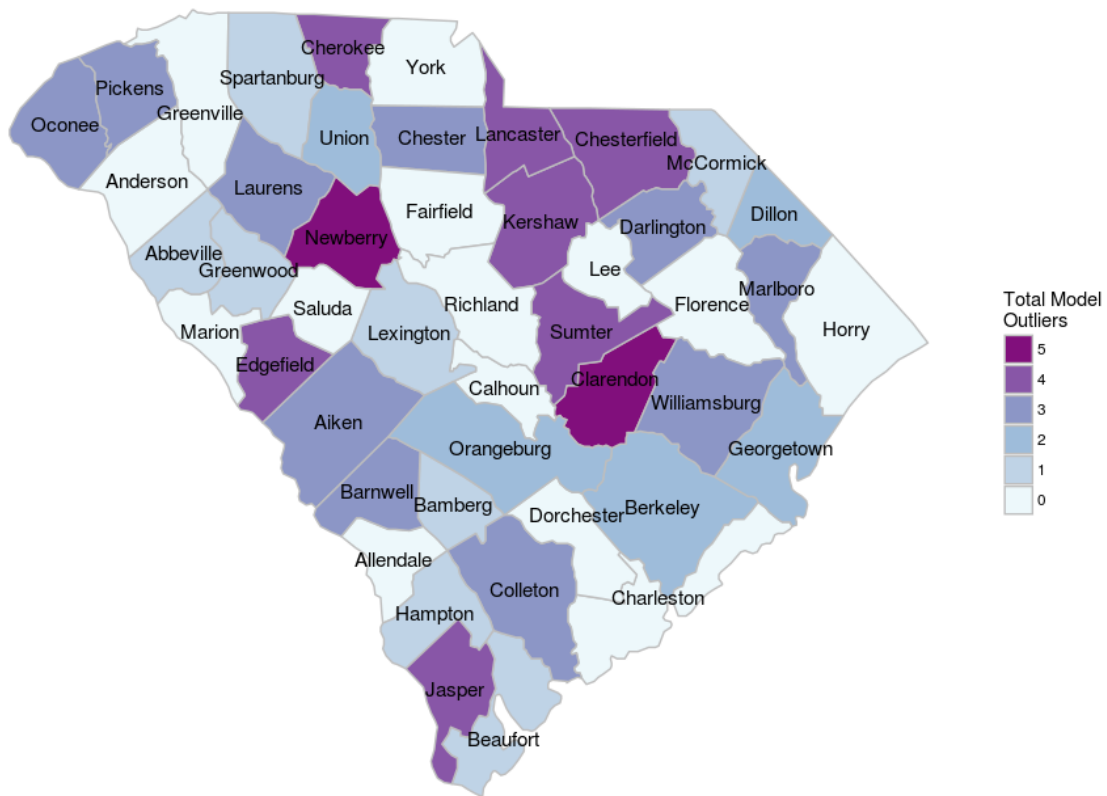 Cherokee
York
Spartanburg
Pickens
Greenville
Oconee
Union
Chester
Lancaster
Chesterfield
McCormick
Anderson
Laurens
Fairfield
Kershaw
Dillon
Darlington
Newberry
Abbeville
Greenwood
Lee
Marlboro
Saluda
Richland
Florence
Marion
Lexington
Sumter
Horry
Edgefield
Clarendon
Calhoun
Williamsburg
Aiken
Orangeburg
Georgetown
Barnwell
Bamberg
Dorchester
Berkeley
Allendale
Colleton
Charleston
Hampton
Jasper
Beaufort
Total Model
Outliers
5
4
3
2
1
0